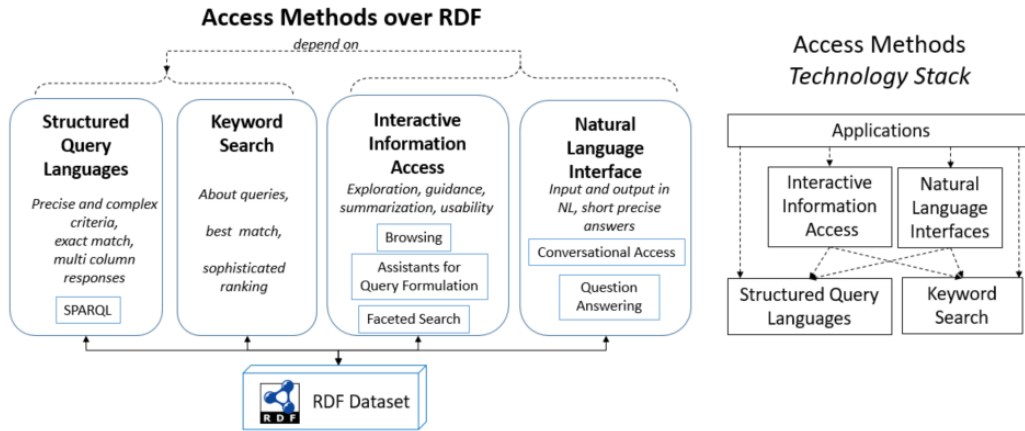 Access Methods over RDF
depend on
Structured
Query
Languages
Precise and complex
criteria,
exact match,
multi column
responses
SPARQL
Keyword
Search
About queries,
best match,
sophisticated
ranking
Interactive
Information
Access
Exploration, guidance,
summarization, usability
Browsing
Assistants for
Query Formulation
Faceted Search
Natural
Language
Interface
Input and output in
NL, short precise
answers
Conversational Access
Question
Answering
RDF
RDF Dataset
Access Methods
Technology Stack
Applications
Interactive
Information
Access
Natural
Language
Interfaces
Structured Query
Languages
Keyword
Search